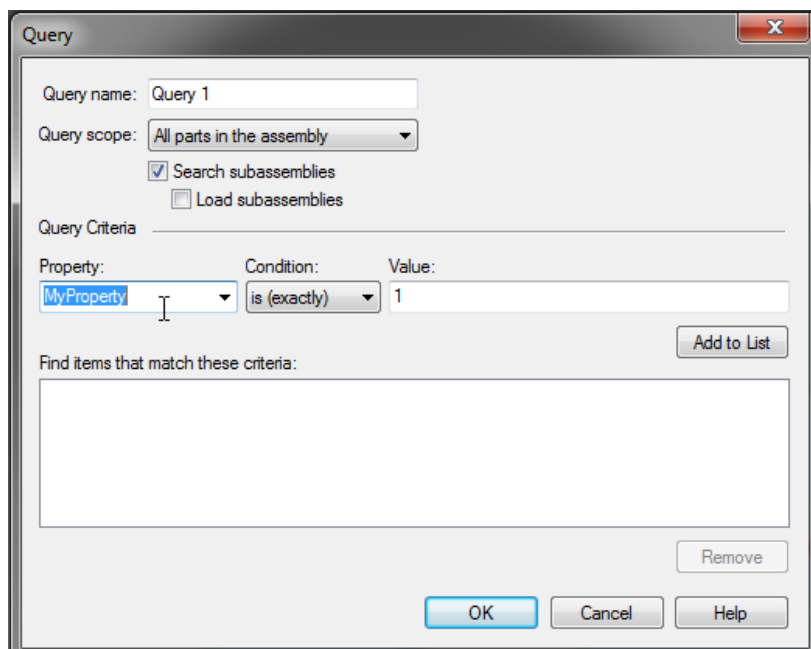 Query
Query name: Query 1
Query scope: All parts in the assembly
Search subassemblies
Load subassemblies
Query Criteria
Property: Condition: Value:
MyProperty is (exactly) 1
Add to List
Find items that match these criteria:
Remove
OK Cancel Help